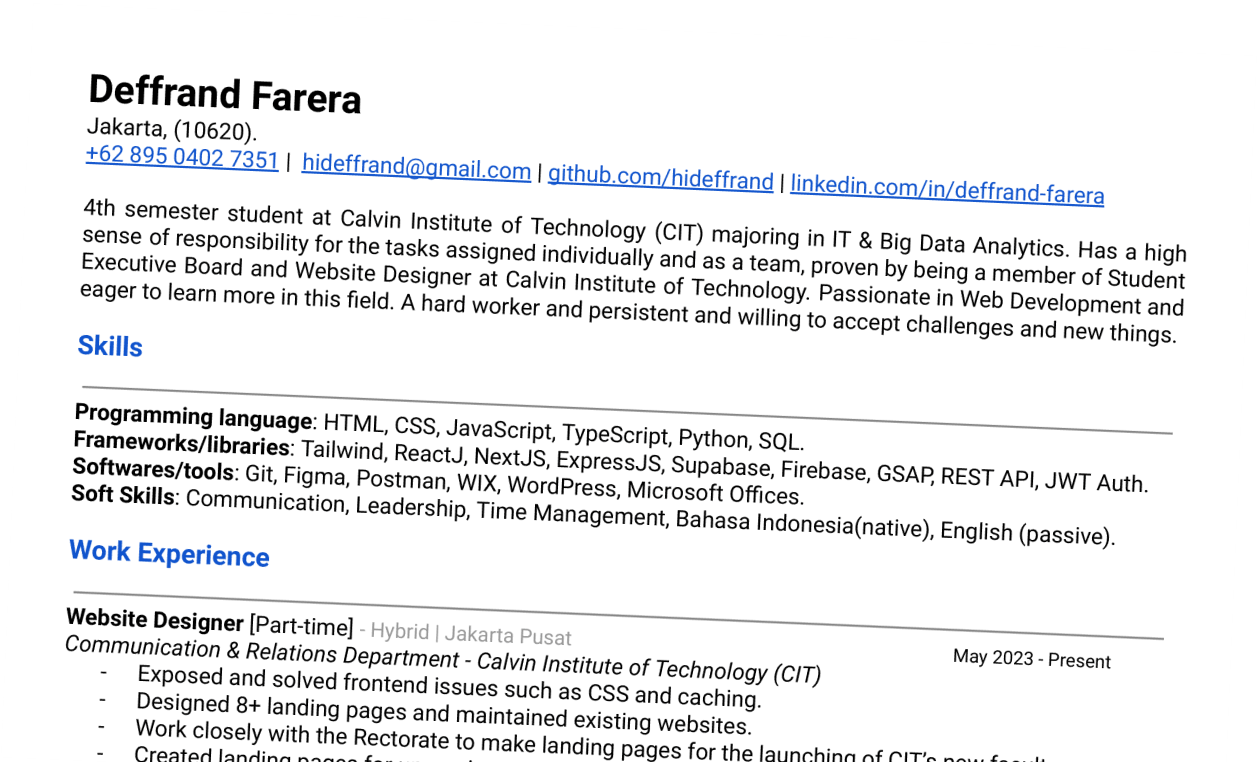 Deffrand Farera
Jakarta, (10620).
+62 895 0402 7351 | hideffrand@gmail.com | github.com/hideffrand | linkedin.com/in/deffrand-farera
4th semester student at Calvin Institute of Technology (CIT) majoring in IT & Big Data Analytics. Has a high
sense of responsibility for the tasks assigned individually and as a team, proven by being a member of Student
Executive Board and Website Designer at Calvin Institute of Technology. Passionate in Web Development and
eager to learn more in this field. A hard worker and persistent and willing to accept challenges and new things.
Skills
Programming language: HTML, CSS, JavaScript, TypeScript, Python, SQL.
Frameworks/libraries: Tailwind, ReactJ, NextJS, ExpressJS, Supabase, Firebase, GSAP, REST API, JWT Auth.
Softwares/tools: Git, Figma, Postman, WIX, WordPress, Microsoft Offices.
Soft Skills: Communication, Leadership, Time Management, Bahasa Indonesia(native), English (passive).
Work Experience
Website Designer [Part-time] - Hybrid | Jakarta Pusat
May 2023 - Present
Communication & Relations Department - Calvin Institute of Technology (CIT)
- Exposed and solved frontend issues such as CSS and caching.
- Designed 8+ landing pages and maintained existing websites.
- Work closely with the Rectorate to make landing pages for the launching of CIT's new
- Created landing pages for